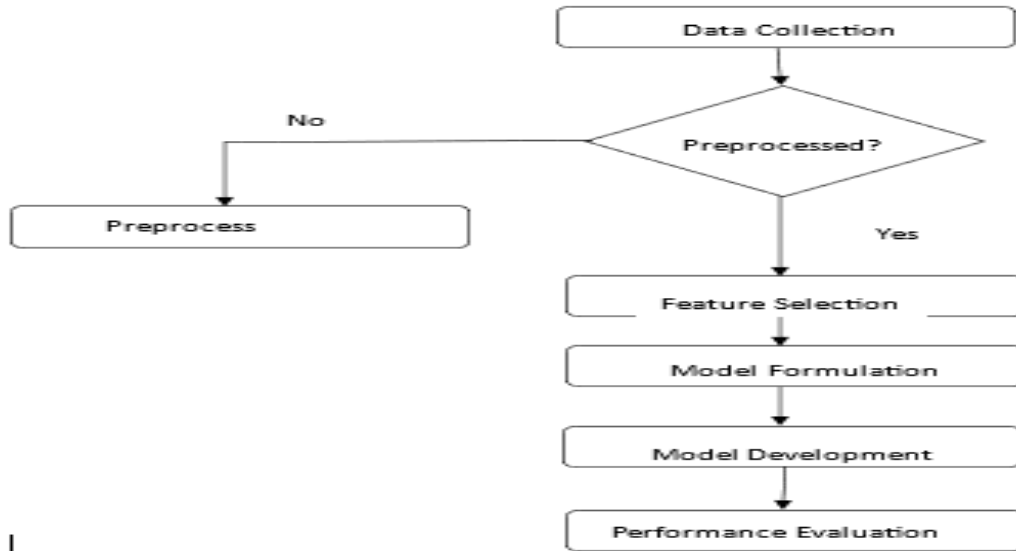 Data Collection
No
Preprocessed?
Preprocess
Yes
Feature Selection
Model Formulation
Model Development
Performance Evaluation